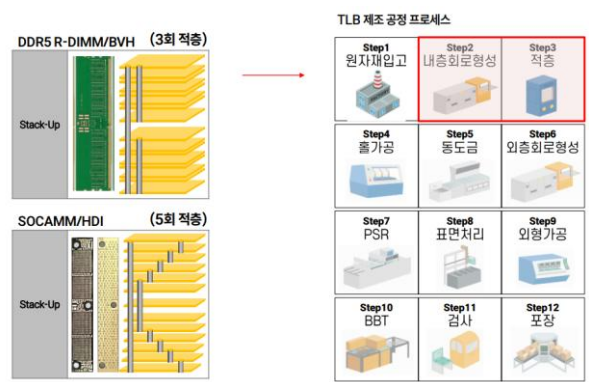 DDR5 R-DIMM/BVH (3회 적층)
Stack-Up
SOCAMM/HDI (5회 적층)
Stack-Up
TLB 제조 공정 프로세스
Step1
원자재입고
Step2
내층회로형성
Step3
적층
Step4
홀가공
Step5
동도금
Step6
외층회로형성
Step7
PSR
Step8
표면처리
Step9
외형가공
Step10
BBT
Step11
검사
Step12
포장